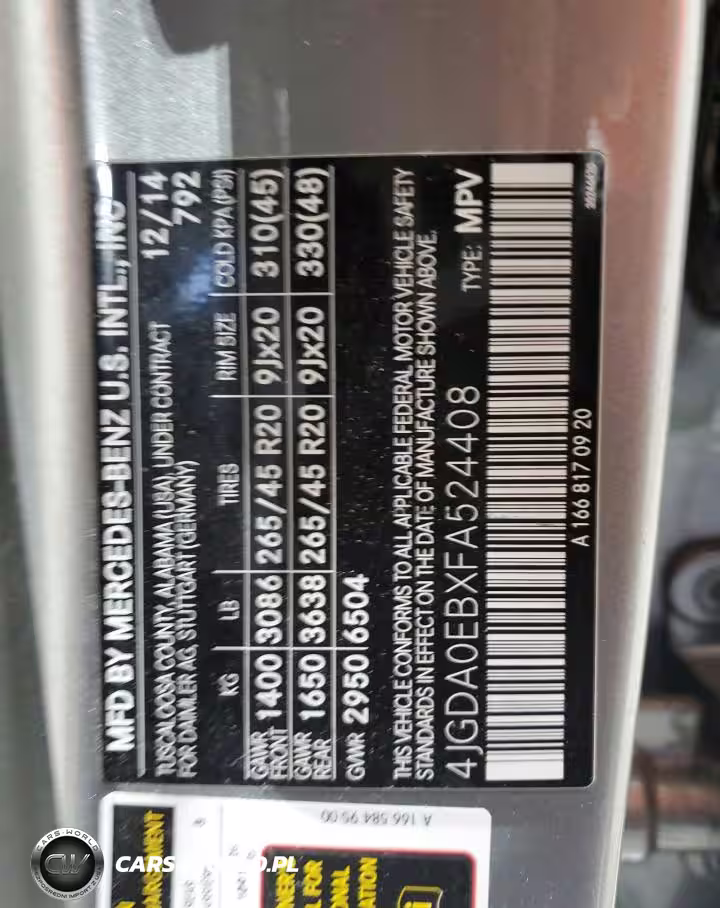 MFD BY MERCEDES-BENZ U.S. INTL., INC
TUSCALOOSA COUNTY, ALABAMA (USA), UNDER CONTRACT 12/14
FOR DAIMLER AG, STUTTGART (GERMANY) 792
KG LB TIRES RIM SIZE COLD KPA (PSI)
GAWR FRONT 1400 3086 265/45 R20 9Jx20 310(45)
GAWR REAR 1650 3638 265/45 R20 9Jx20 330(48)
GVWR 2950 6504
THIS VEHICLE CONFORMS TO ALL APPLICABLE FEDERAL MOTOR VEHICLE SAFETY
STANDARDS IN EFFECT ON THE DATE OF MANUFACTURE SHOWN ABOVE.
4JGDA0EBXFA524408 TYPE: MPV
A 166 817 09 20
A 166 584 95 00
CARS-WORLD
CW